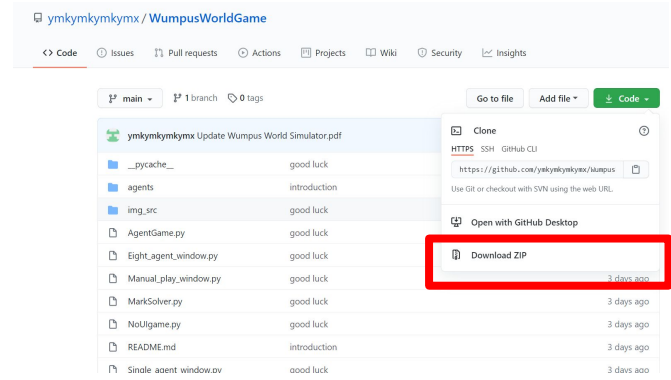 ymkymkymkymx / WumpusWorldGame
<> Code Issues Pull requests Actions Projects Wiki Security Insights
main 1 branch 0 tags Go to file Add file Code
ymkymkymkymx Update Wumpus World Simulator.pdf
Clone
HTTPS SSH GitHub CLI
https://github.com/ymkymkymkymx/Wumpus
Use Git or checkout with SVN using the web URL.
Open with GitHub Desktop
Download ZIP
__pycache__ good luck
agents introduction
img_src good luck
AgentGame.py good luck
Eight_agent_window.py good luck
Manual_play_window.py good luck 3 days ago
MarkSolver.py good luck 3 days ago
NoUIgame.py good luck 3 days ago
README.md introduction 3 days ago
Single_agent_window.py good luck 3 days ago